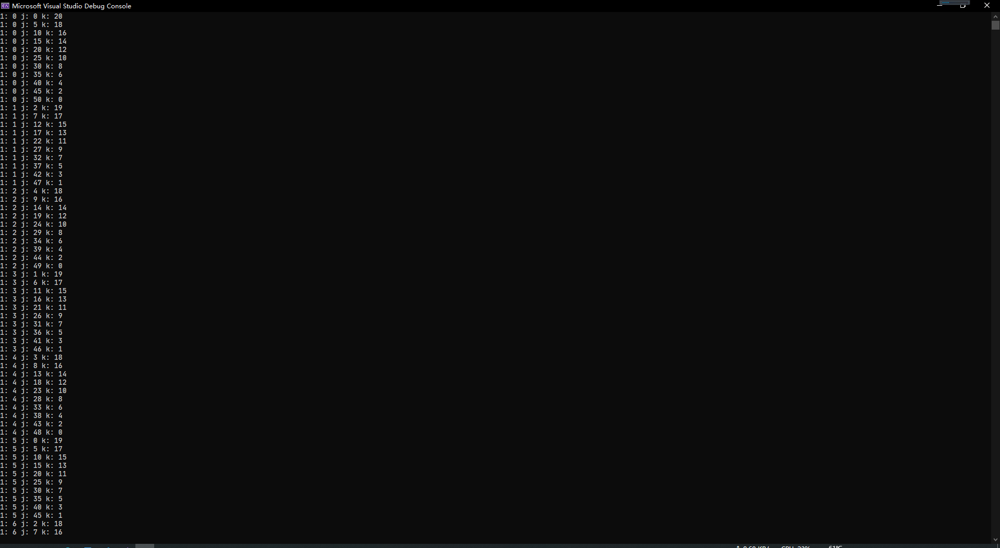 Microsoft Visual Studio Debug Console
1: 0 j: 0 k: 20
1: 0 j: 5 k: 18
1: 0 j: 10 k: 16
1: 0 j: 15 k: 14
1: 0 j: 20 k: 12
1: 0 j: 25 k: 10
1: 0 j: 30 k: 8
1: 0 j: 35 k: 6
1: 0 j: 40 k: 4
1: 0 j: 45 k: 2
1: 0 j: 50 k: 0
1: 1 j: 2 k: 19
1: 1 j: 7 k: 17
1: 1 j: 12 k: 15
1: 1 j: 17 k: 13
1: 1 j: 22 k: 11
1: 1 j: 27 k: 9
1: 1 j: 32 k: 7
1: 1 j: 37 k: 5
1: 1 j: 42 k: 3
1: 1 j: 47 k: 1
1: 2 j: 4 k: 18
1: 2 j: 9 k: 16
1: 2 j: 14 k: 14
1: 2 j: 19 k: 12
1: 2 j: 24 k: 10
1: 2 j: 29 k: 8
1: 2 j: 34 k: 6
1: 2 j: 39 k: 4
1: 2 j: 44 k: 2
1: 2 j: 49 k: 0
1: 3 j: 1 k: 19
1: 3 j: 6 k: 17
1: 3 j: 11 k: 15
1: 3 j: 16 k: 13
1: 3 j: 21 k: 11
1: 3 j: 26 k: 9
1: 3 j: 31 k: 7
1: 3 j: 36 k: 5
1: 3 j: 41 k: 3
1: 3 j: 46 k: 1
1: 4 j: 3 k: 18
1: 4 j: 8 k: 16
1: 4 j: 13 k: 14
1: 4 j: 18 k: 12
1: 4 j: 23 k: 10
1: 4 j: 28 k: 8
1: 4 j: 33 k: 6
1: 4 j: 38 k: 4
1: 4 j: 43 k: 2
1: 4 j: 48 k: 0
1: 5 j: 0 k: 19
1: 5 j: 5 k: 17
1: 5 j: 10 k: 15
1: 5 j: 15 k: 13
1: 5 j: 20 k: 11
1: 5 j: 25 k: 9
1: 5 j: 30 k: 7
1: 5 j: 35 k: 5
1: 5 j: 40 k: 3
1: 5 j: 45 k: 1
1: 6 j: 2 k: 18
1: 6 j: 7 k: 16